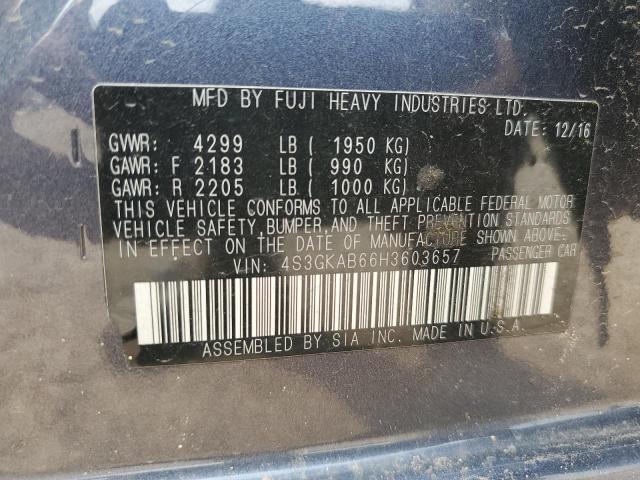 MFD BY FUJI HEAVY INDUSTRIES LTD.
DATE: 12/16
GVWR: 4299 LB ( 1950 KG)
GAWR: F 2183 LB ( 990 KG)
GAWR: R 2205 LB ( 1000 KG)
THIS VEHICLE CONFORMS TO ALL APPLICABLE FEDERAL MOTOR
VEHICLE SAFETY, BUMPER, AND THEFT PREVENTION STANDARDS
IN EFFECT ON THE DATE OF MANUFACTURE SHOWN ABOVE.
VIN: 4S3GKAB66H3603657 PASSENGER CAR
ASSEMBLED BY SIA INC. MADE IN U.S.A.